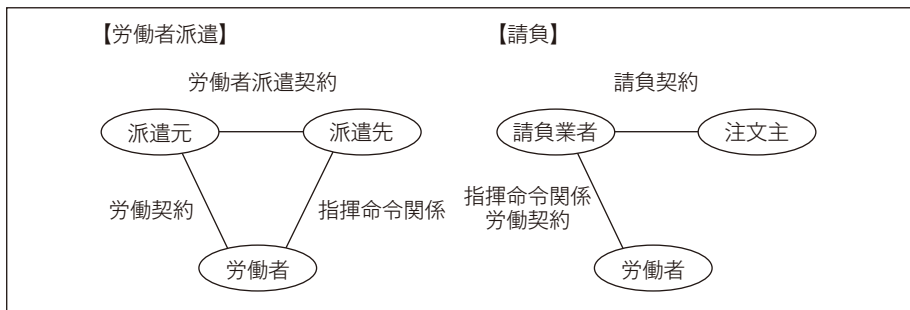 【労働者派遣】
労働者派遣契約
派遣元
派遣先
労働契約
指揮命令関係
労働者
【請負】
請負契約
請負業者
注文主
指揮命令関係
労働契約
労働者